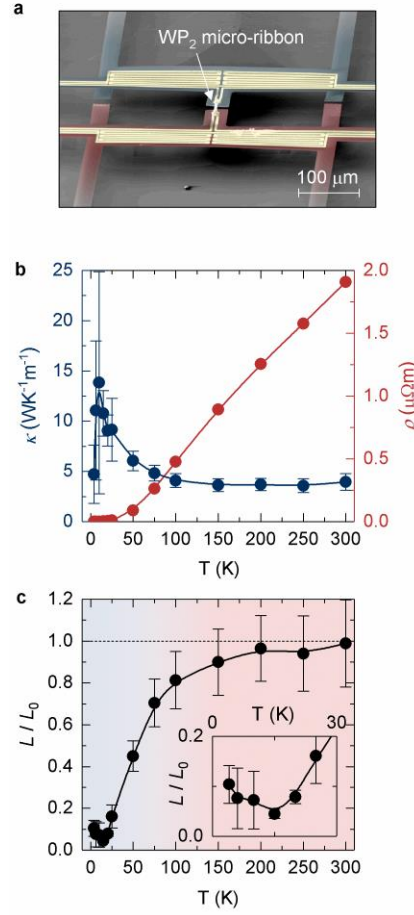 a
WP₂ micro-ribbon
100 μm
b
25
20
15
10
5
0
κ (WK⁻¹m⁻¹)
2.0
1.5
1.0
0.5
0.0
ρ (μΩm)
0 50 100 150 200 250 300
T (K)
c
1.2
1.0
0.8
0.6
0.4
0.2
0.0
L / L₀
0 T (K) 30
0.2
0.0
L / L₀
0 50 100 150 200 250 300
T (K)